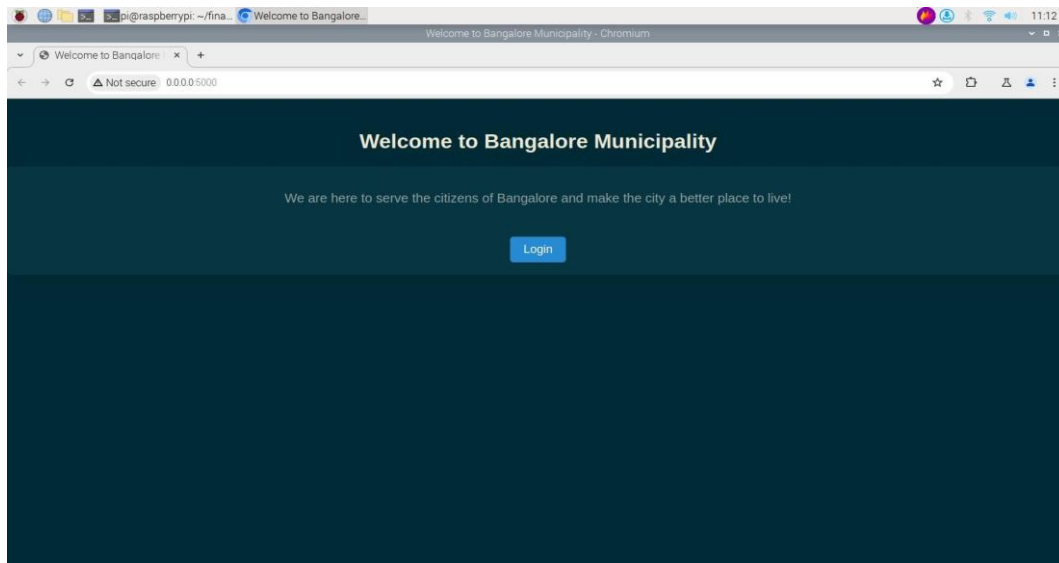 pi@raspberrypi: ~/fina... Welcome to Bangalore... 11:12
Welcome to Bangalore Municipality - Chromium
Welcome to Bangalore
Not secure 0.0.0.0:5000
Welcome to Bangalore Municipality
We are here to serve the citizens of Bangalore and make the city a better place to live!
Login